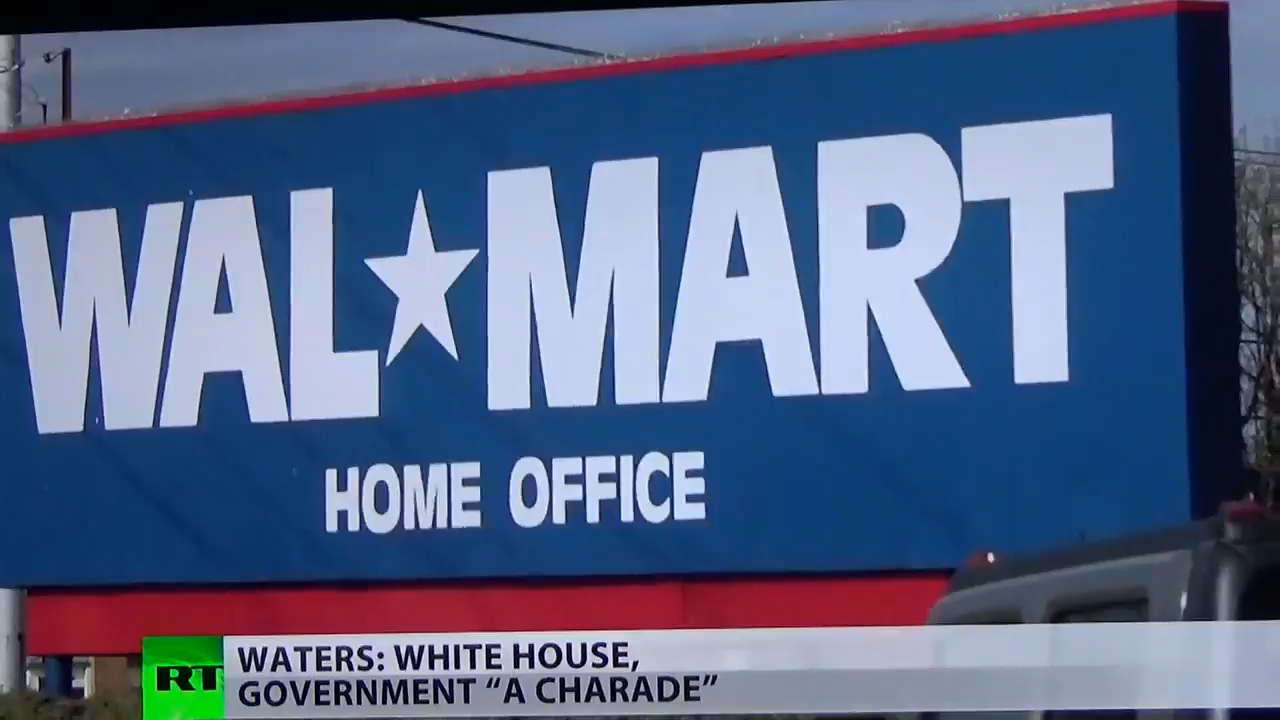 WAL★MART
HOME OFFICE
RT
WATERS: WHITE HOUSE,
GOVERNMENT “A CHARADE”